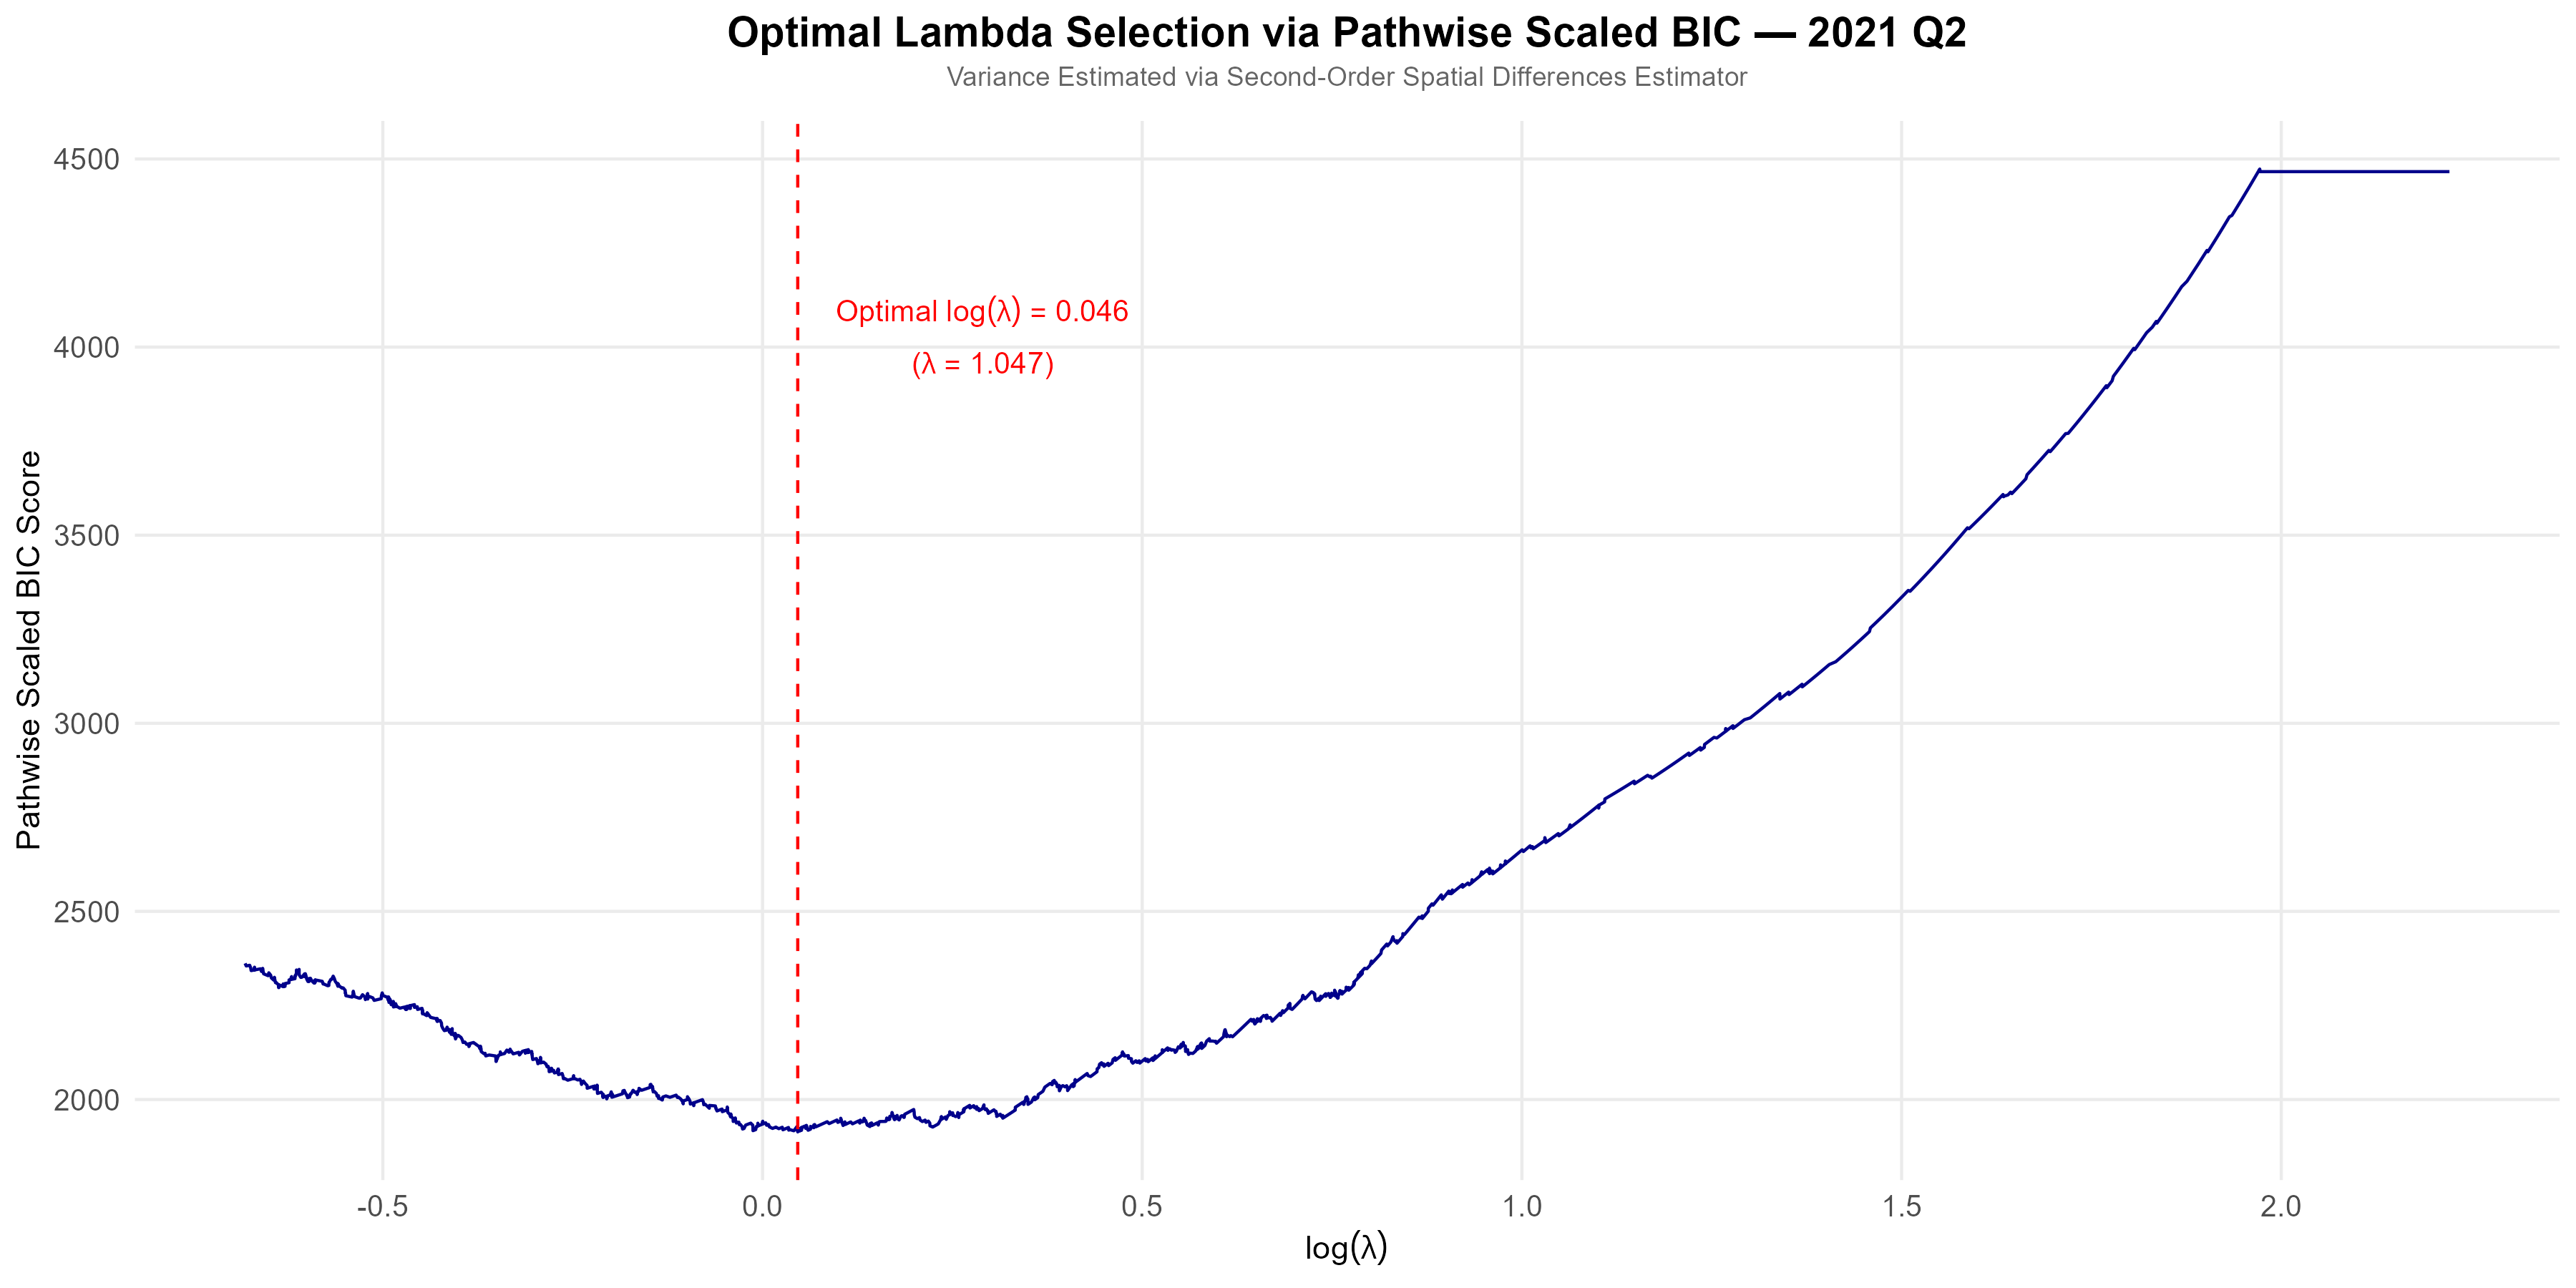 Optimal Lambda Selection via Pathwise Scaled BIC — 2021 Q2
Variance Estimated via Second-Order Spatial Differences Estimator
Pathwise Scaled BIC Score
4500
4000
3500
3000
2500
2000
Optimal log(λ) = 0.046
(λ = 1.047)
-0.5
0.0
0.5
1.0
1.5
2.0
log(λ)